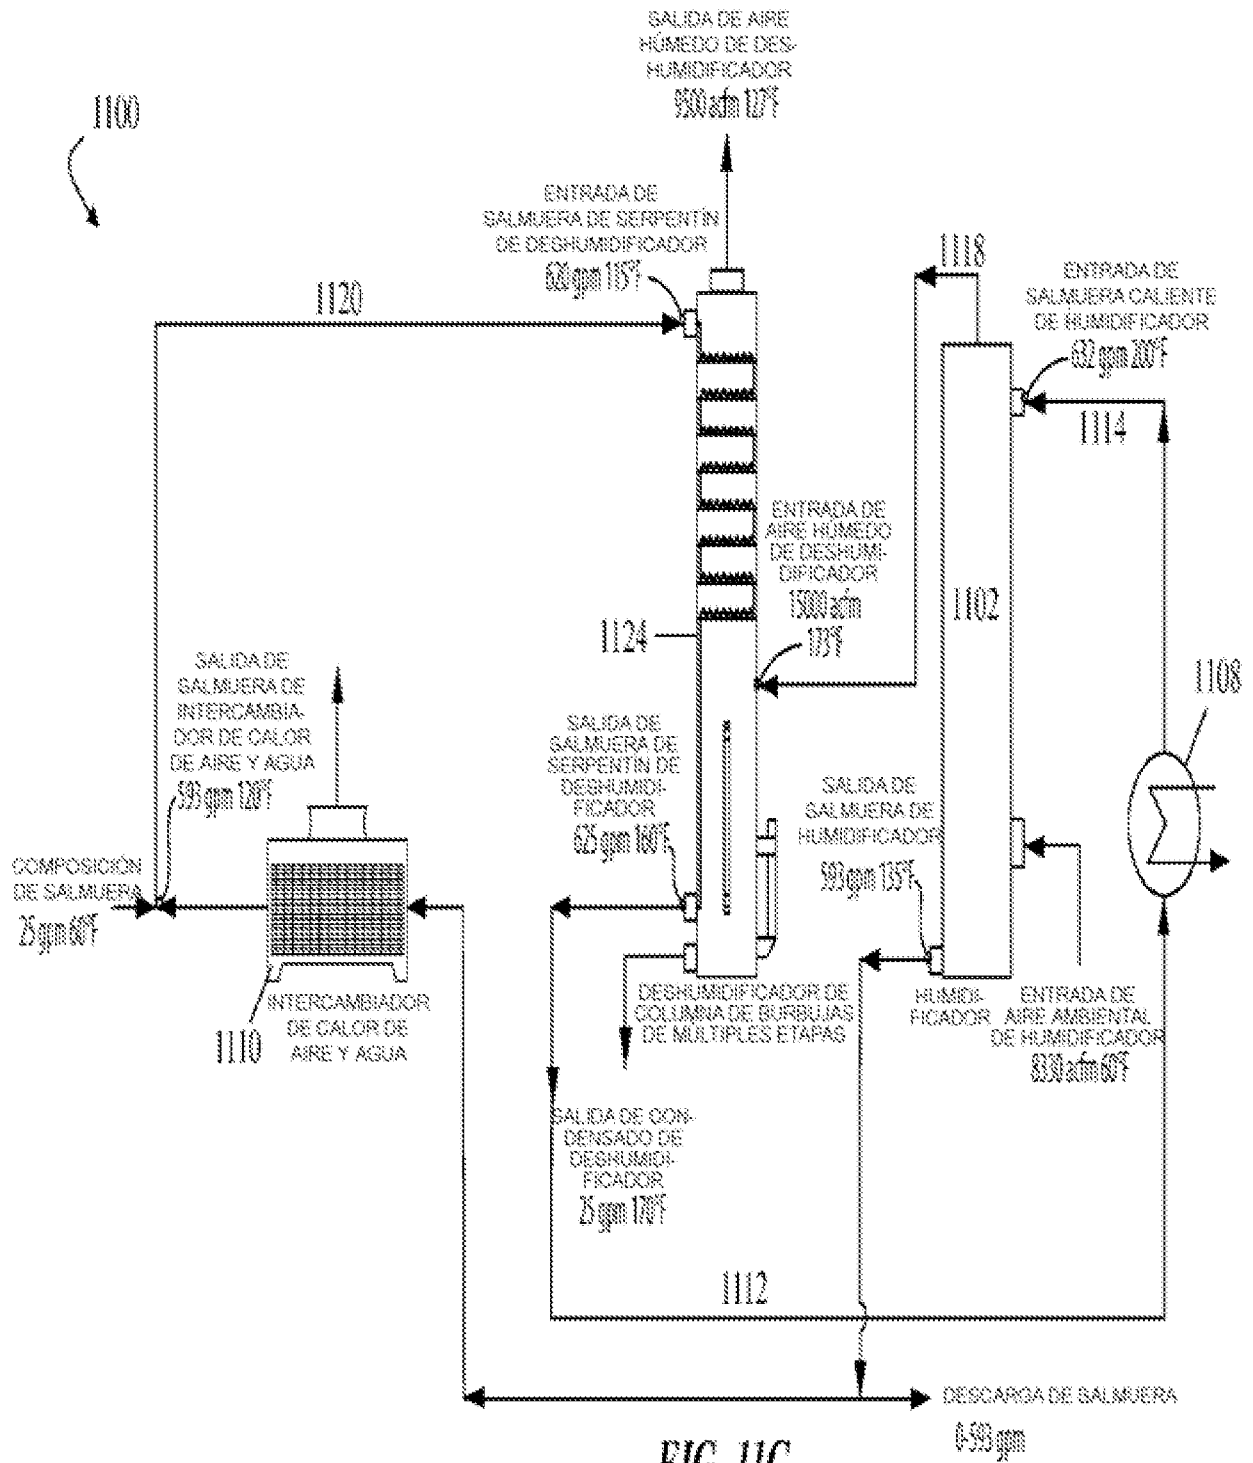 SALIDA DE AIRE
HÚMEDO DE DES-
HUMIDIFICADOR
9500 acfm 127°F
1100
ENTRADA DE
SALMUERA DE SERPENTÍN
DE DESHUMIDIFICADOR
620 gpm 115°F
1118
ENTRADA DE
SALMUERA CALIENTE
DE HUMIDIFICADOR
632 gpm 200°F
1120
1114
ENTRADA DE
AIRE HÚMEDO
DE DESHUMI-
DIFICADOR
15000 acfm
173°F
1102
1124
1108
SALIDA DE
SALMUERA DE
INTERCAMBIA-
DOR DE CALOR
DE AIRE Y AGUA
593 gpm 120°F
SALIDA DE
SALMUERA DE
SERPENTÍN DE
DESHUMIDI-
FICADOR
625 gpm 160°F
SALIDA DE
SALMUERA DE
HUMIDIFICADOR
593 gpm 135°F
COMPOSICIÓN
DE SALMUERA
25 gpm 60°F
INTERCAMBIADOR
DE CALOR DE
AIRE Y AGUA
1110
DESHUMIDIFICADOR DE
COLUMNA DE BURBUJAS
DE MÚLTIPLES ETAPAS
HUMIDI-
FICADOR
ENTRADA DE
AIRE AMBIENTAL
DE HUMIDIFICADOR
8330 acfm 60°F
SALIDA DE CON-
DENSADO DE
DESHUMIDI-
FICADOR
25 gpm 170°F
1112
DESCARGA DE SALMUERA
0-593 gpm
FIG. 11C